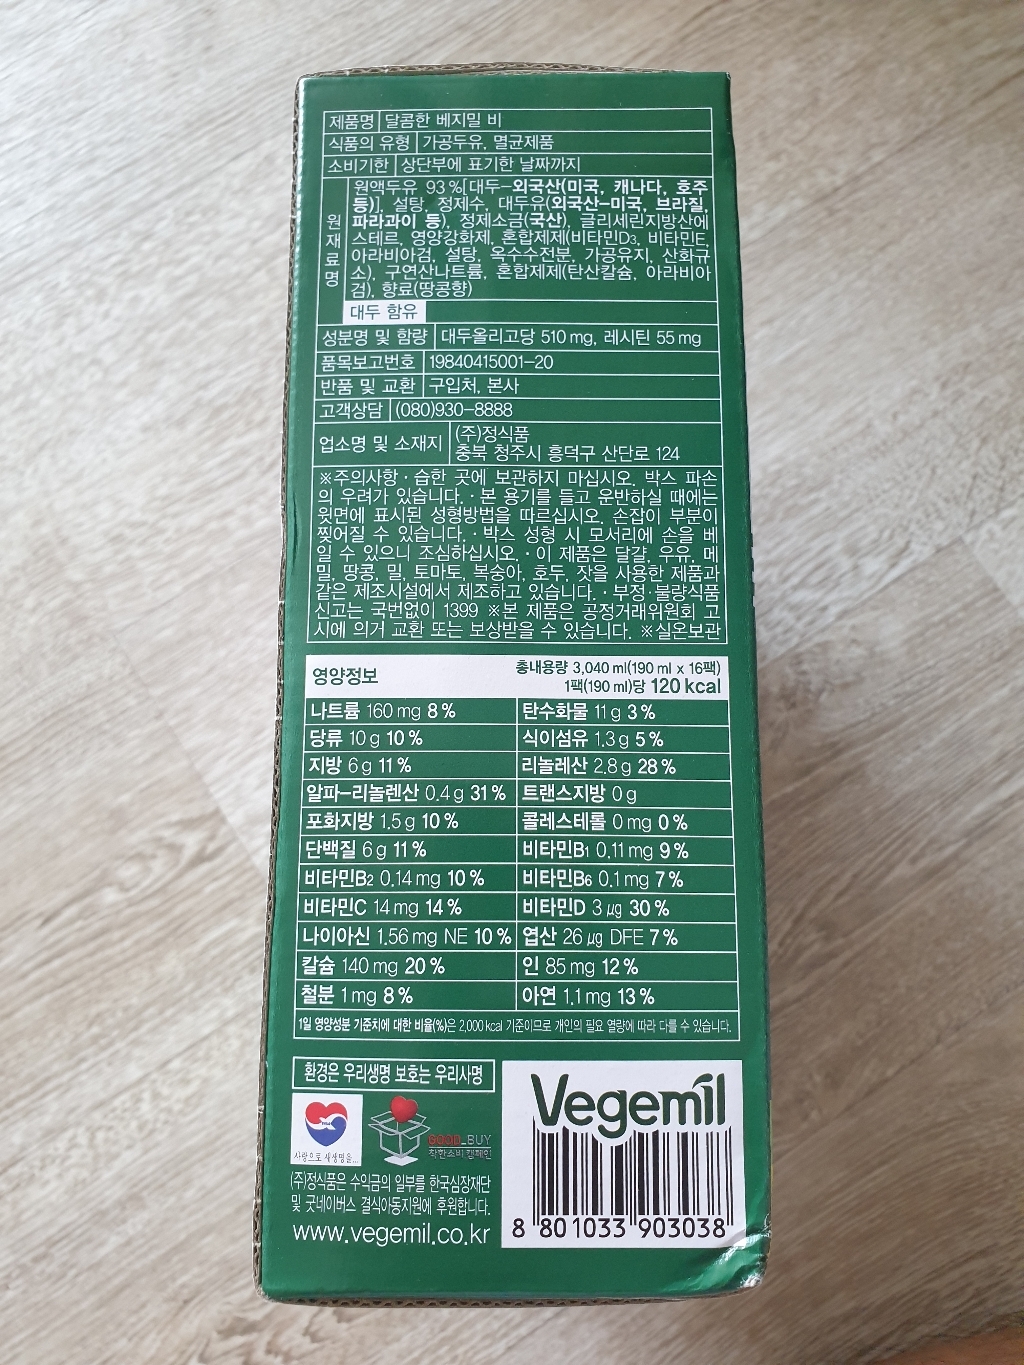 제품명 달콤한 베지밀 비
식품의 유형 가공두유, 멸균제품
소비기한 상단부에 표기한 날짜까지
원재료명
원액두유 93 %[대두-외국산(미국, 캐나다, 호주
등)], 설탕, 정제수, 대두유(외국산-미국, 브라질,
파라과이 등), 정제소금(국산), 글리세린지방산에
스테르, 영양강화제, 혼합제제(비타민D₃, 비타민E,
아라비아검, 설탕, 옥수수전분, 가공유지, 산화규
소), 구연산나트륨, 혼합제제(탄산칼슘, 아라비아
검), 향료(땅콩향)
대두 함유
성분명 및 함량 대두올리고당 510 mg, 레시틴 55 mg
품목보고번호 19840415001-20
반품 및 교환 구입처, 본사
고객상담 (080)930-8888
업소명 및 소재지 (주)정식품
충북 청주시 흥덕구 산단로 124
※주의사항 · 습한 곳에 보관하지 마십시오. 박스 파손
의 우려가 있습니다. · 본 용기를 들고 운반하실 때에는
윗면에 표시된 성형방법을 따르십시오. 손잡이 부분이
찢어질 수 있습니다. · 박스 성형 시 모서리에 손을 베
일 수 있으니 조심하십시오. · 이 제품은 달걀, 우유, 메
밀, 땅콩, 밀, 토마토, 복숭아, 호두, 잣을 사용한 제품과
같은 제조시설에서 제조하고 있습니다. · 부정·불량식품
신고는 국번없이 1399 ※본 제품은 공정거래위원회 고
시에 의거 교환 또는 보상받을 수 있습니다. ※실온보관
영양정보
총내용량 3,040 ml(190 ml x 16팩)
1팩(190 ml)당 120 kcal
나트륨 160 mg 8 % 탄수화물 11 g 3 %
당류 10 g 10 % 식이섬유 1.3 g 5 %
지방 6 g 11 % 리놀레산 2.8 g 28 %
알파-리놀렌산 0.4 g 31 % 트랜스지방 0 g
포화지방 1.5 g 10 % 콜레스테롤 0 mg 0 %
단백질 6 g 11 % 비타민B₁ 0.11 mg 9 %
비타민B₂ 0.14 mg 10 % 비타민B₆ 0.1 mg 7 %
비타민C 14 mg 14 % 비타민D 3 μg 30 %
나이아신 1.56 mg NE 10 % 엽산 26 μg DFE 7 %
칼슘 140 mg 20 % 인 85 mg 12 %
철분 1 mg 8 % 아연 1.1 mg 13 %
1일 영양성분 기준치에 대한 비율(%)은 2,000 kcal 기준이므로 개인의 필요 열량에 따라 다를 수 있습니다.
환경은 우리생명 보호는 우리사명
사랑으로 새생명을...
GOOD_BUY
착한소비 캠페인
(주)정식품은 수익금의 일부를 한국심장재단
및 굿네이버스 결식아동지원에 후원합니다.
www.vegemil.co.kr
Vegemil
8 801033 903038